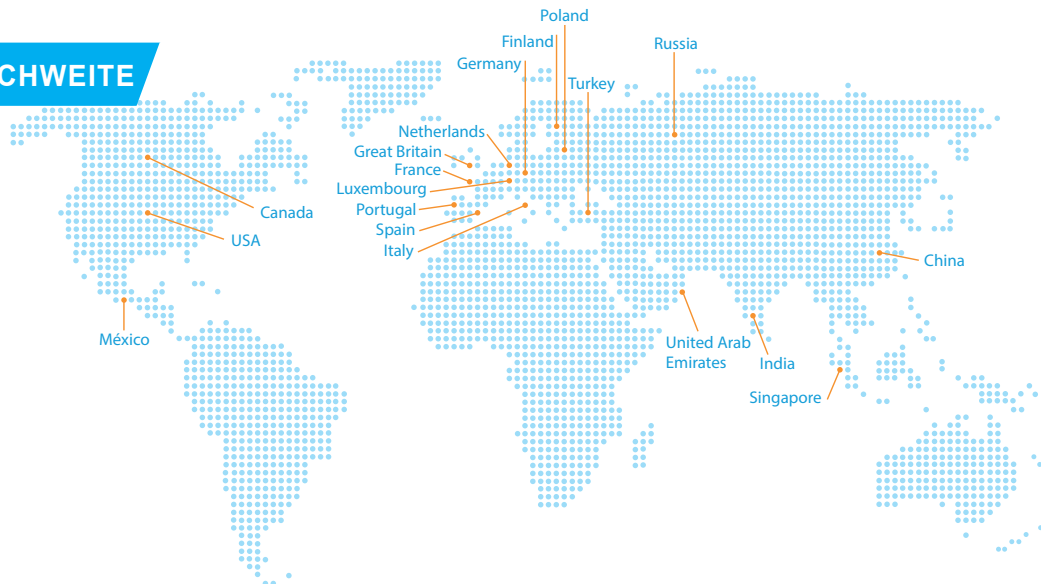 CHWEITE
Poland
Finland
Russia
Germany
Turkey
Netherlands
Great Britain
France
Luxembourg
Portugal
Spain
Italy
Canada
USA
China
México
United Arab
Emirates
India
Singapore